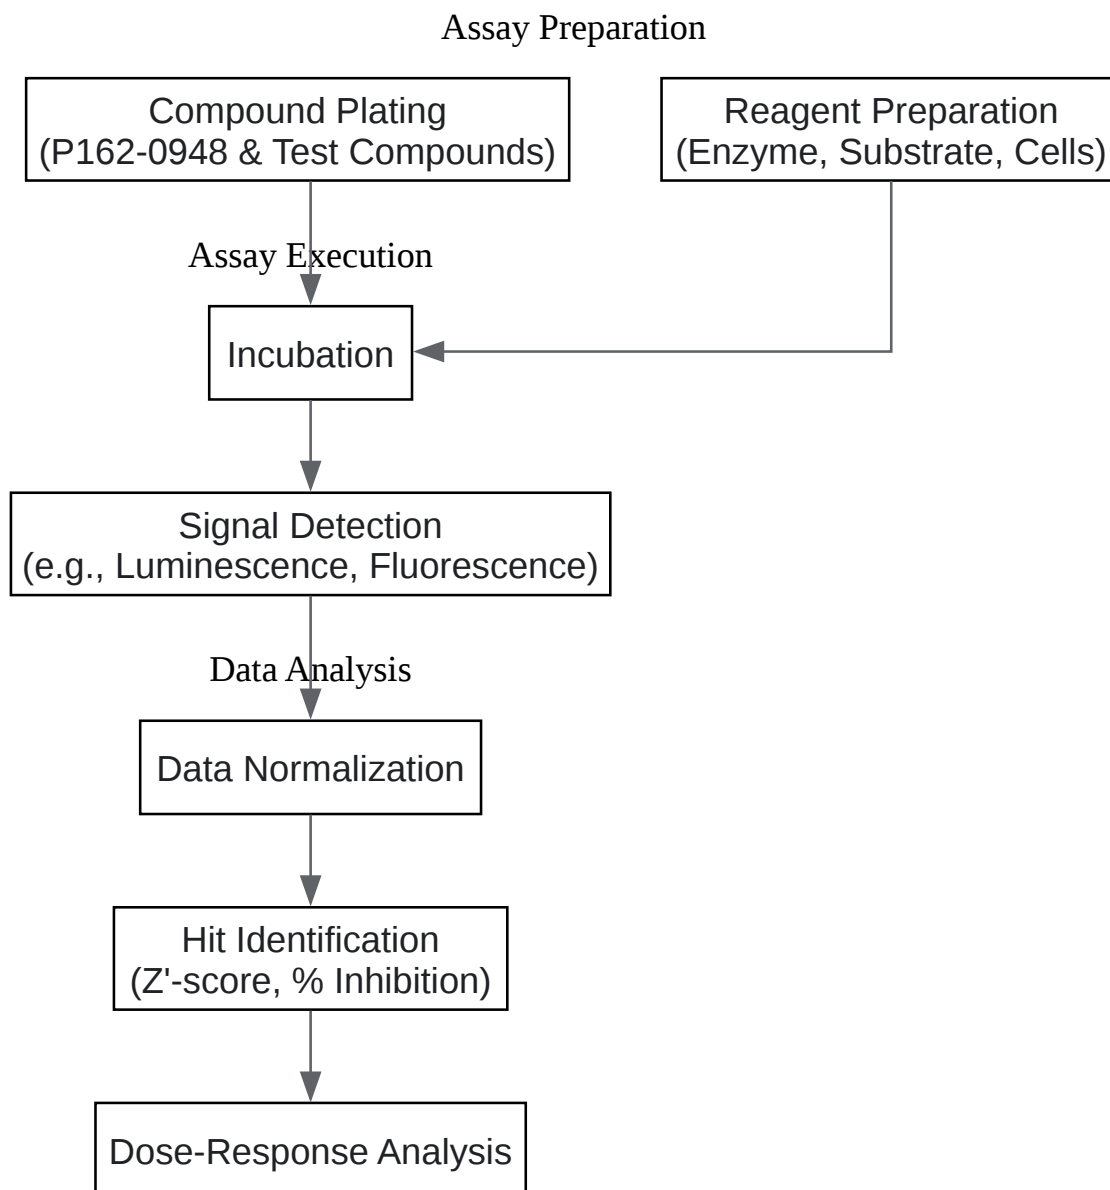 Assay Preparation
Compound Plating
(P162-0948 & Test Compounds)
Reagent Preparation
(Enzyme, Substrate, Cells)
Assay Execution
Incubation
Signal Detection
(e.g., Luminescence, Fluorescence)
Data Analysis
Data Normalization
Hit Identification
(Z'-score, % Inhibition)
Dose-Response Analysis